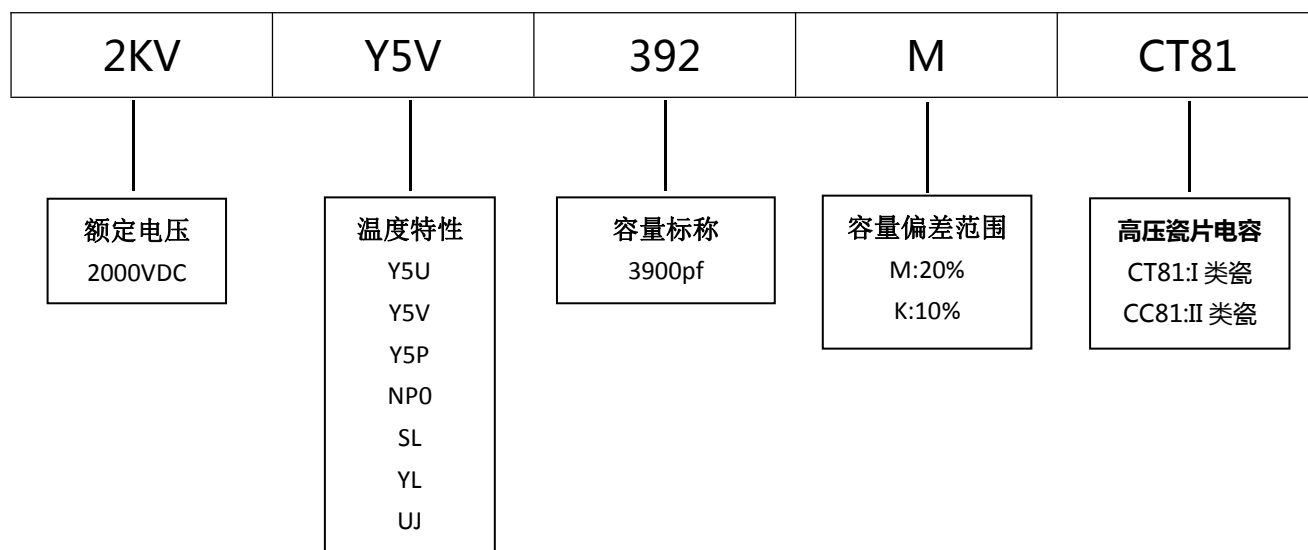 2KV
Y5V
392
M
CT81
额定电压
2000VDC
温度特性
Y5U
Y5V
Y5P
NP0
SL
YL
UJ
容量标称
3900pf
容量偏差范围
M:20%
K:10%
高压瓷片电容
CT81:I 类瓷
CC81:II 类瓷